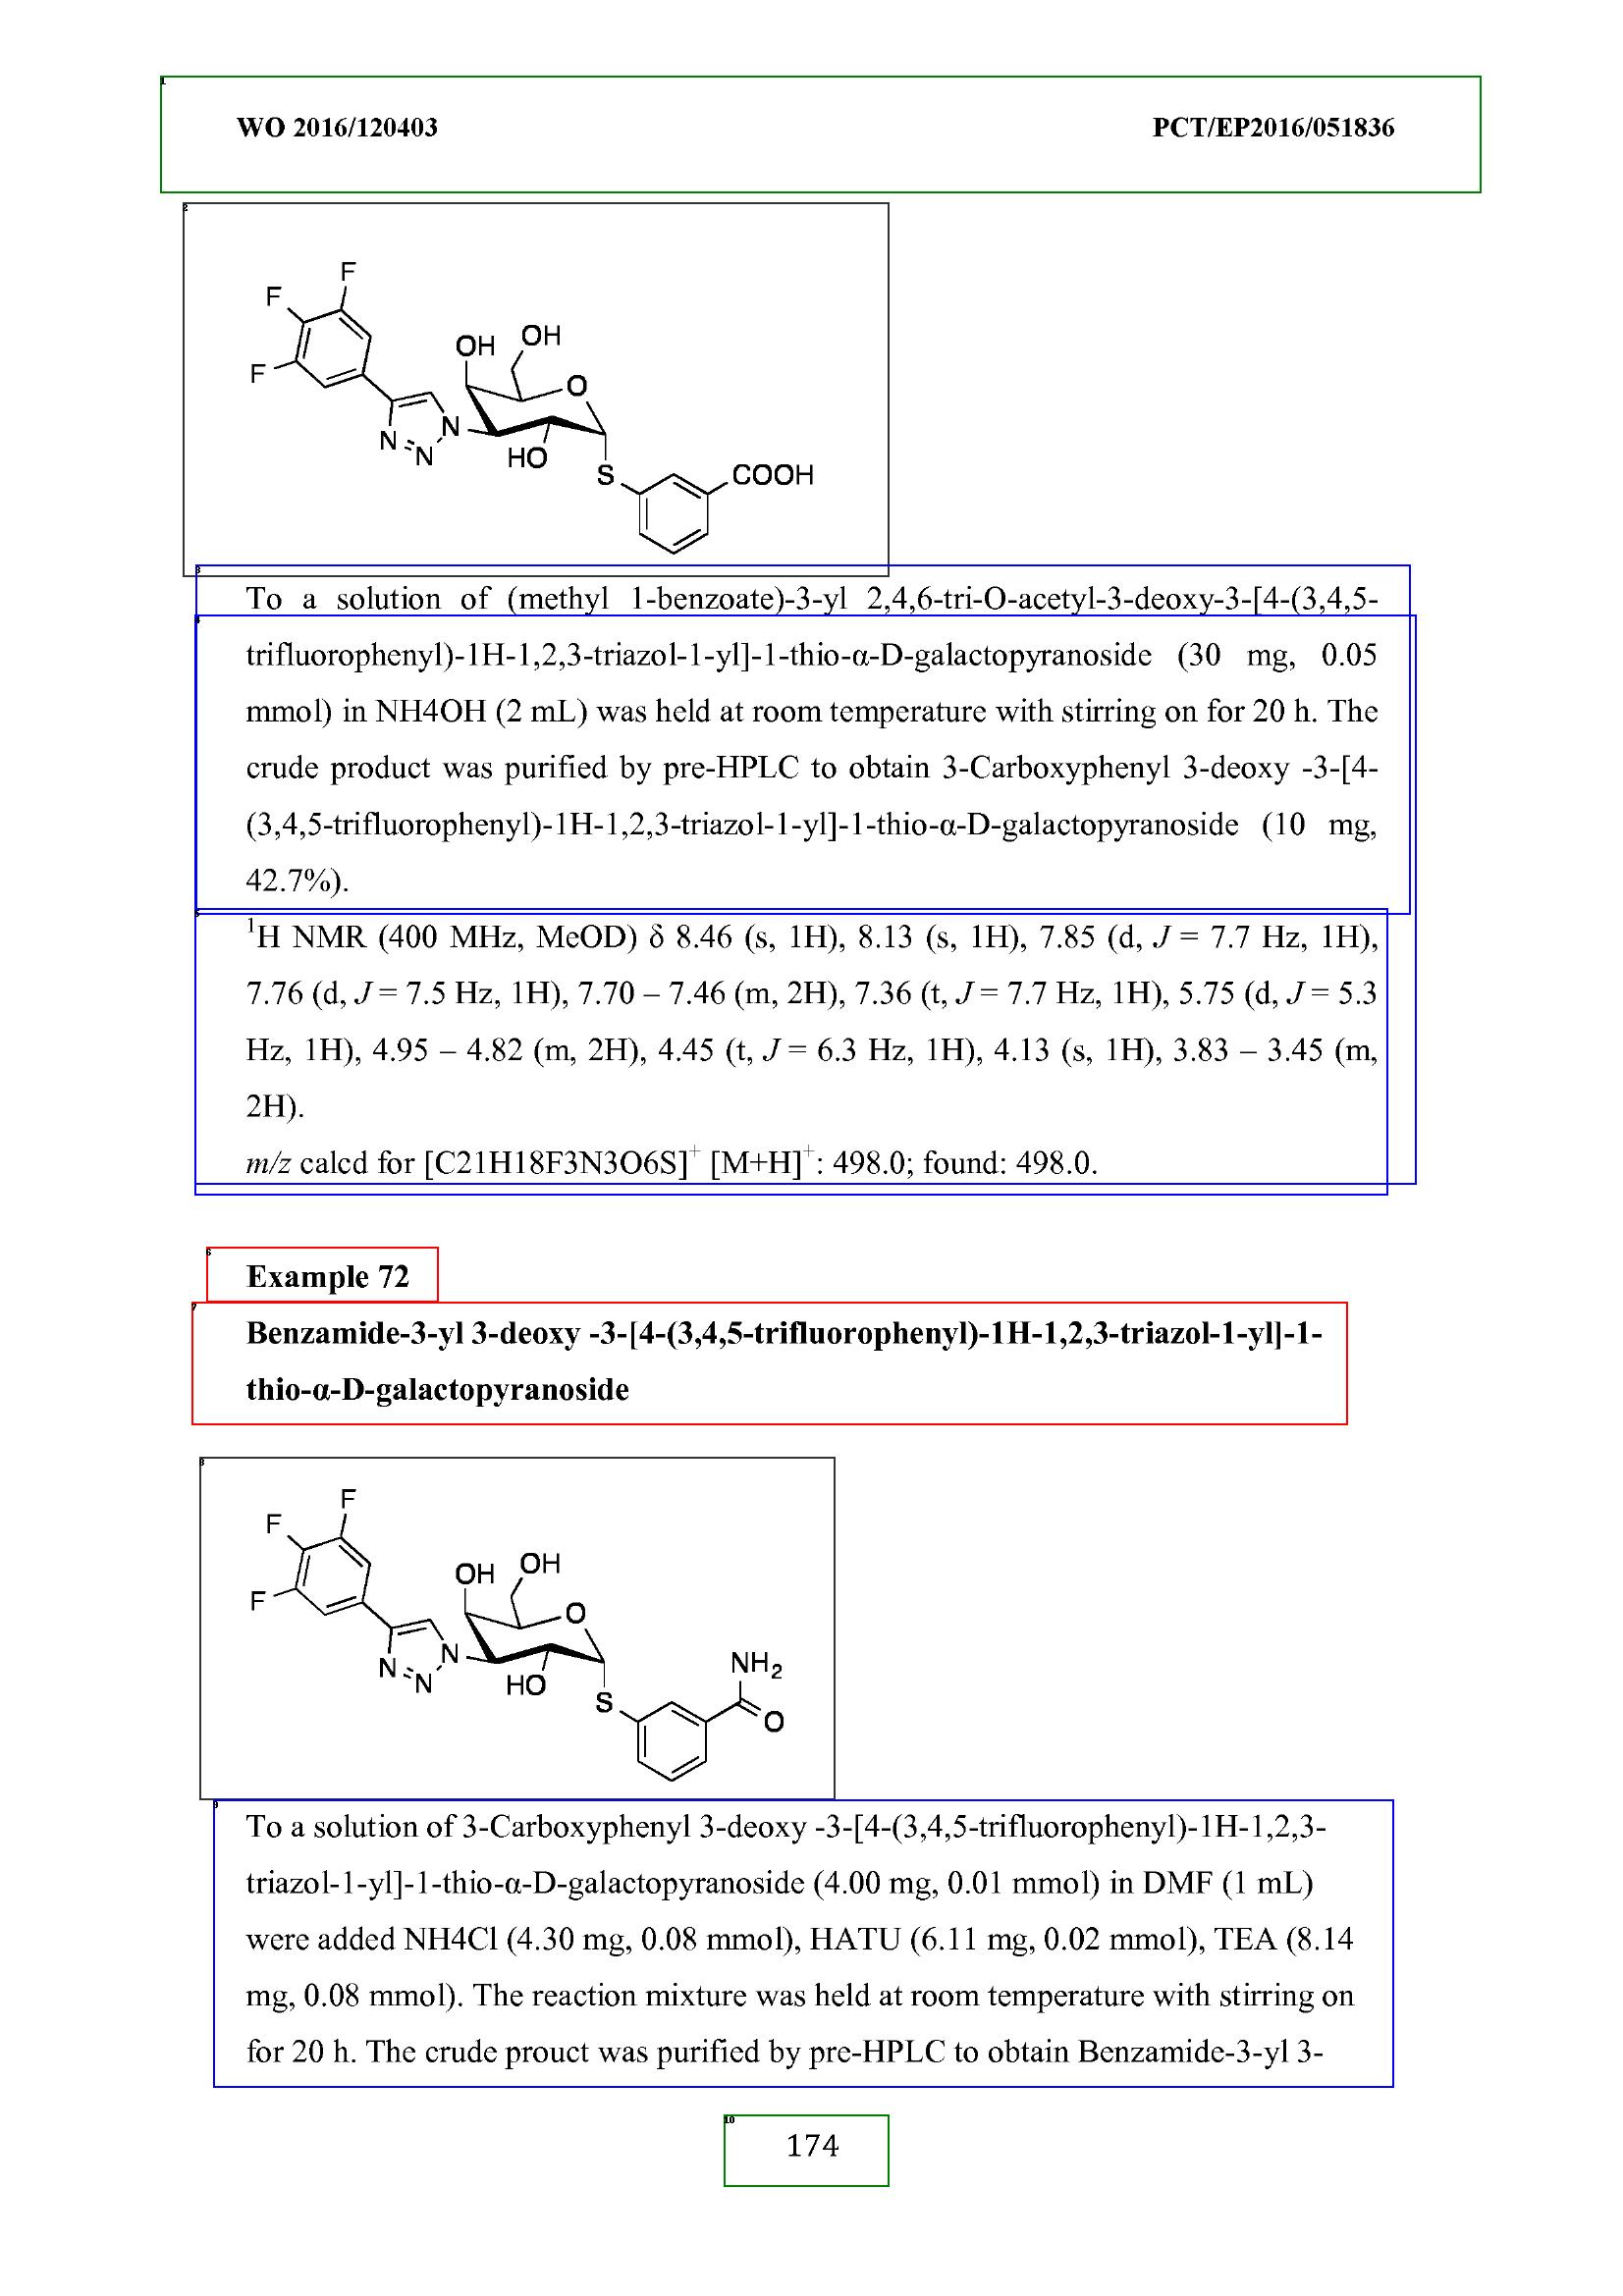 WO 2016/120403 PCT/EP2016/051836
F
F
F
OH
OH
O
N
N
N
HO
S
COOH
To a solution of (methyl 1-benzoate)-3-yl 2,4,6-tri-O-acetyl-3-deoxy-3-[4-(3,4,5-
trifluorophenyl)-1H-1,2,3-triazol-1-yl]-1-thio-α-D-galactopyranoside (30 mg, 0.05
mmol) in NH4OH (2 mL) was held at room temperature with stirring on for 20 h. The
crude product was purified by pre-HPLC to obtain 3-Carboxyphenyl 3-deoxy -3-[4-
(3,4,5-trifluorophenyl)-1H-1,2,3-triazol-1-yl]-1-thio-α-D-galactopyranoside (10 mg,
42.7%).
¹H NMR (400 MHz, MeOD) δ 8.46 (s, 1H), 8.13 (s, 1H), 7.85 (d, J = 7.7 Hz, 1H),
7.76 (d, J = 7.5 Hz, 1H), 7.70 – 7.46 (m, 2H), 7.36 (t, J = 7.7 Hz, 1H), 5.75 (d, J = 5.3
Hz, 1H), 4.95 – 4.82 (m, 2H), 4.45 (t, J = 6.3 Hz, 1H), 4.13 (s, 1H), 3.83 – 3.45 (m,
2H).
m/z calcd for [C21H18F3N3O6S]⁺ [M+H]⁺: 498.0; found: 498.0.
Example 72
Benzamide-3-yl 3-deoxy -3-[4-(3,4,5-trifluorophenyl)-1H-1,2,3-triazol-1-yl]-1-
thio-α-D-galactopyranoside
F
F
F
OH
OH
O
N
N
N
HO
S
NH₂
O
To a solution of 3-Carboxyphenyl 3-deoxy -3-[4-(3,4,5-trifluorophenyl)-1H-1,2,3-
triazol-1-yl]-1-thio-α-D-galactopyranoside (4.00 mg, 0.01 mmol) in DMF (1 mL)
were added NH4Cl (4.30 mg, 0.08 mmol), HATU (6.11 mg, 0.02 mmol), TEA (8.14
mg, 0.08 mmol). The reaction mixture was held at room temperature with stirring on
for 20 h. The crude prouct was purified by pre-HPLC to obtain Benzamide-3-yl 3-
174